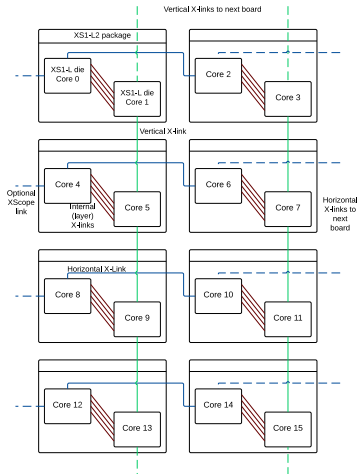 Vertical X-links to next board
XS1-L2 package
XS1-L die
Core 0
XS1-L die
Core 1
Core 2
Core 3
Vertical X-link
Core 4
Core 5
Core 6
Core 7
Optional
XScope
link
Internal
(layer)
X-links
Horizontal
X-links to
next
board
Horizontal X-Link
Core 8
Core 9
Core 10
Core 11
Core 12
Core 13
Core 14
Core 15